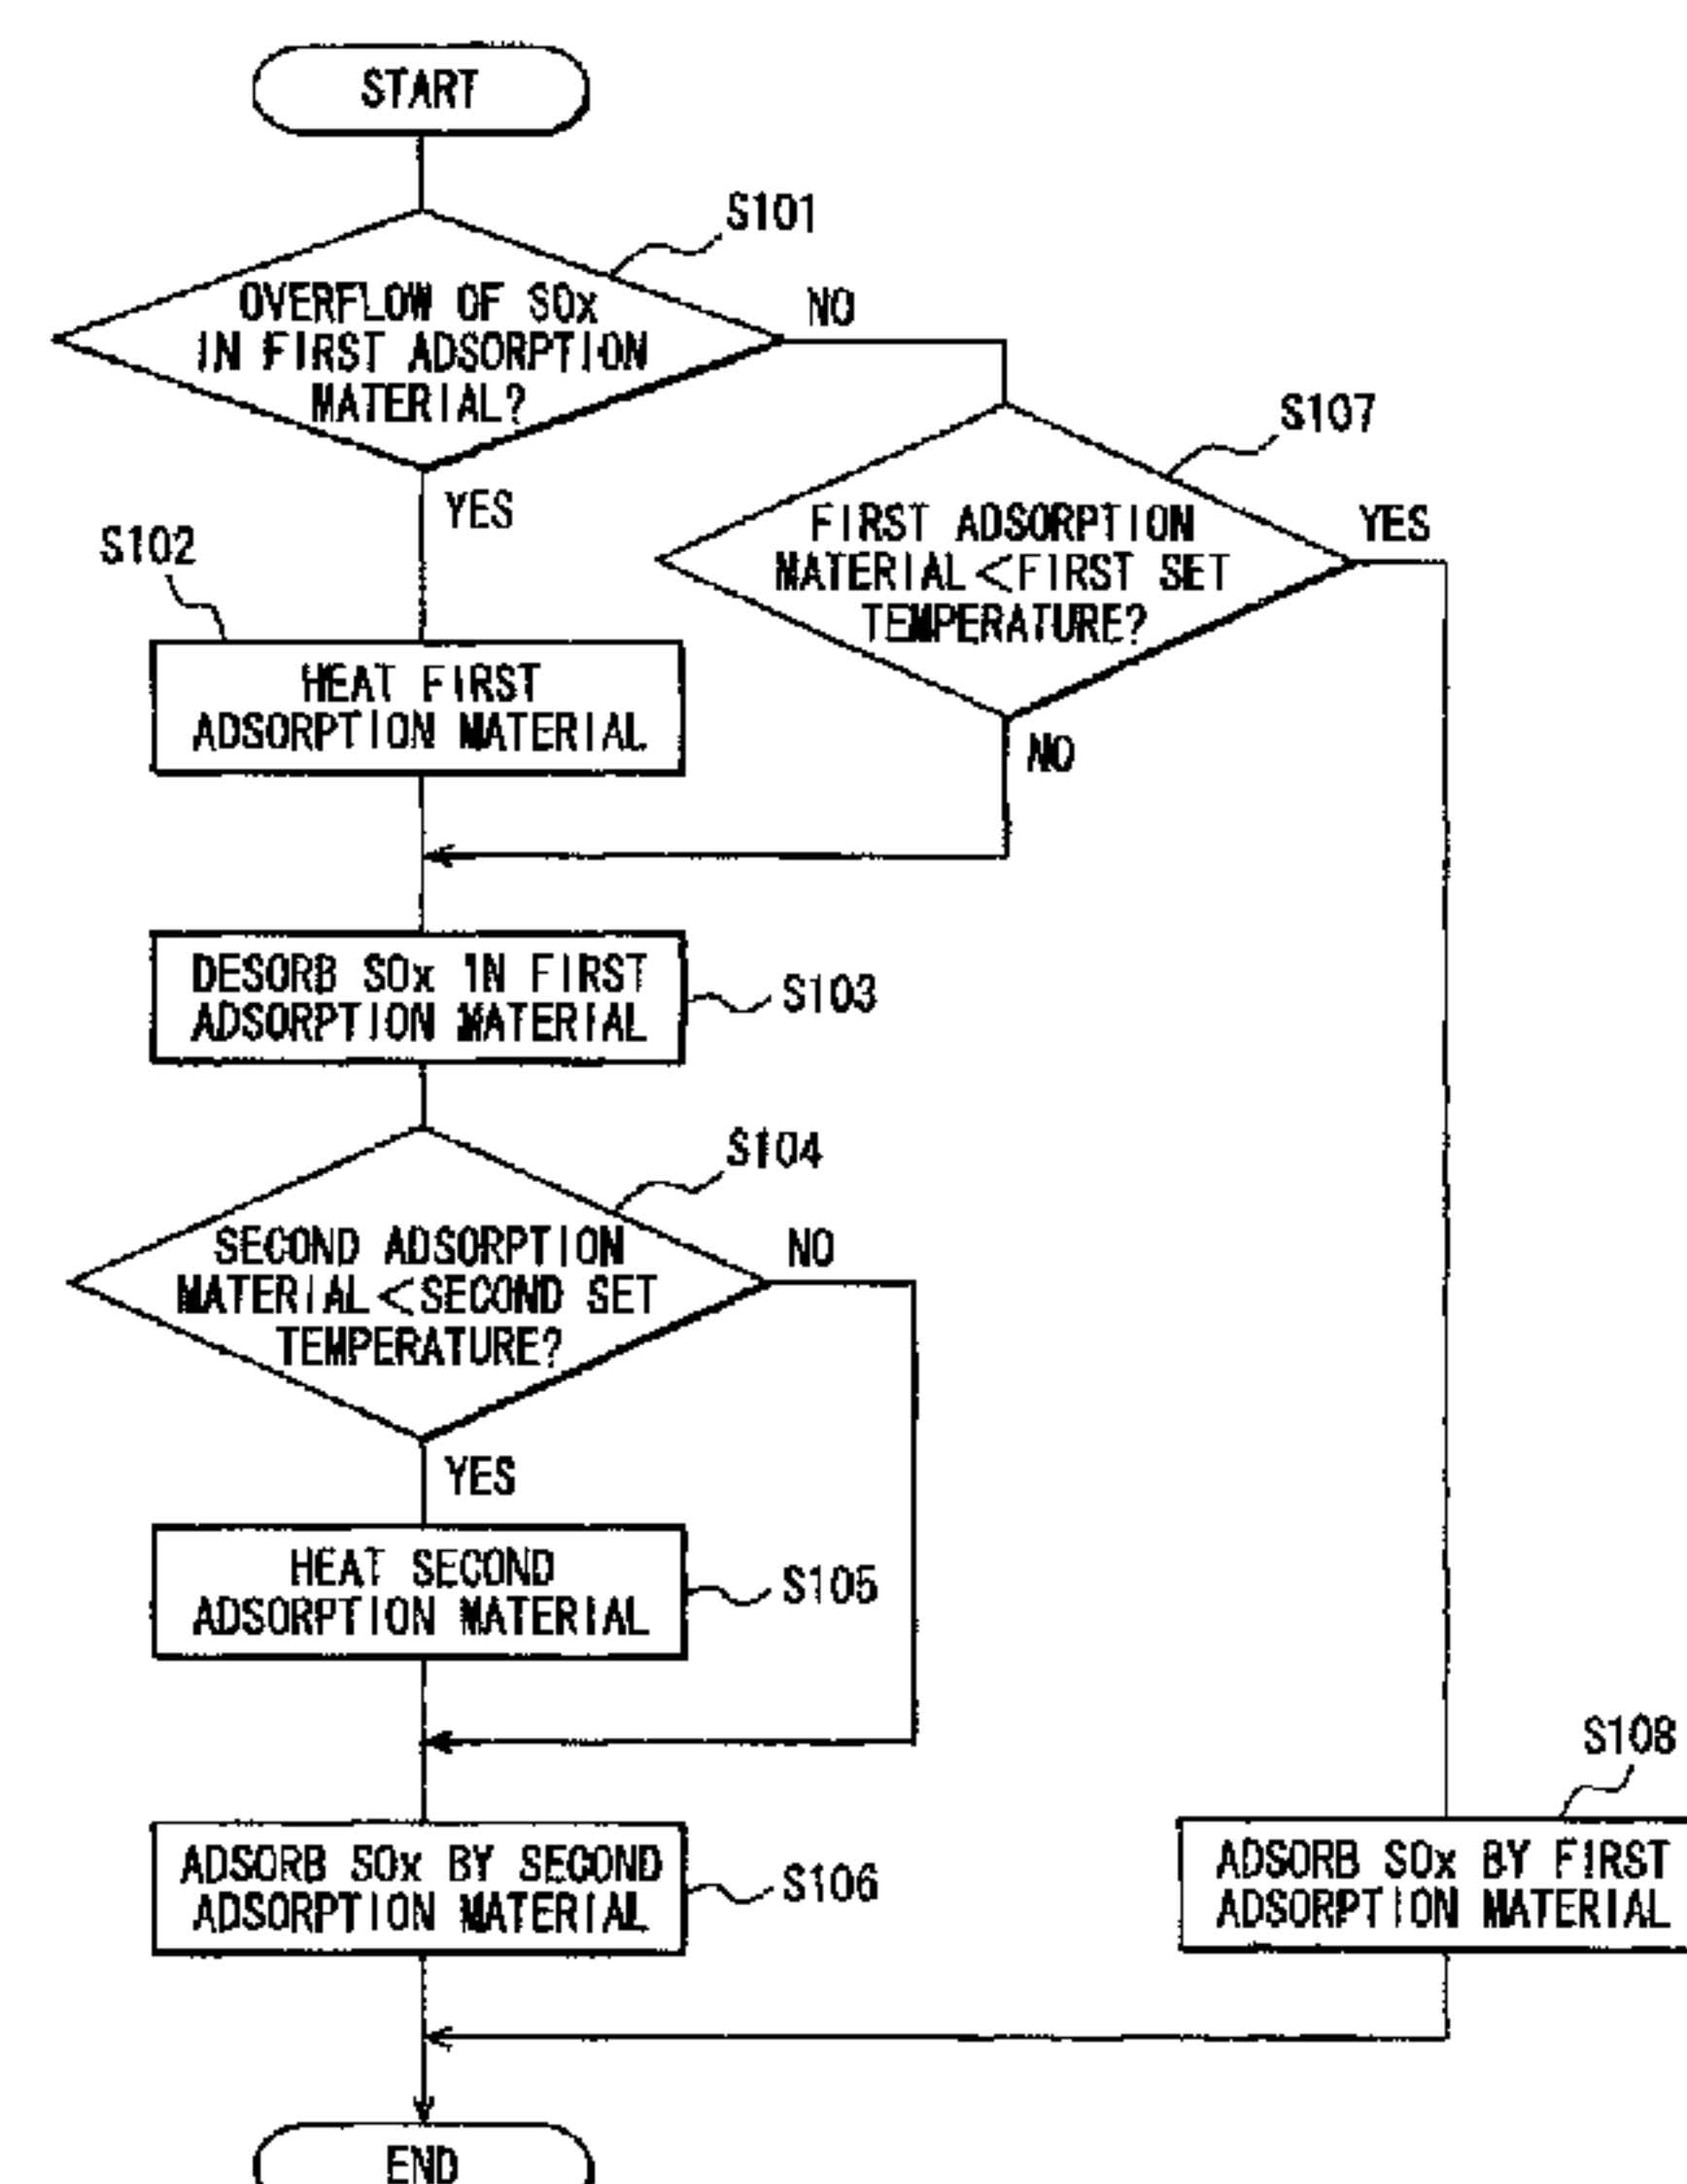 START
S101
OVERFLOW OF SOx
IN FIRST ADSORPTION
MATERIAL?
NO
YES
S107
FIRST ADSORPTION
MATERIAL<FIRST SET
TEMPERATURE?
YES
NO
S102
HEAT FIRST
ADSORPTION MATERIAL
DESORB SOx IN FIRST
ADSORPTION MATERIAL
S103
S104
SECOND ADSORPTION
MATERIAL<SECOND SET
TEMPERATURE?
NO
YES
HEAT SECOND
ADSORPTION MATERIAL
S105
ADSORB SOx BY SECOND
ADSORPTION MATERIAL
S106
S108
ADSORB SOx BY FIRST
ADSORPTION MATERIAL
END